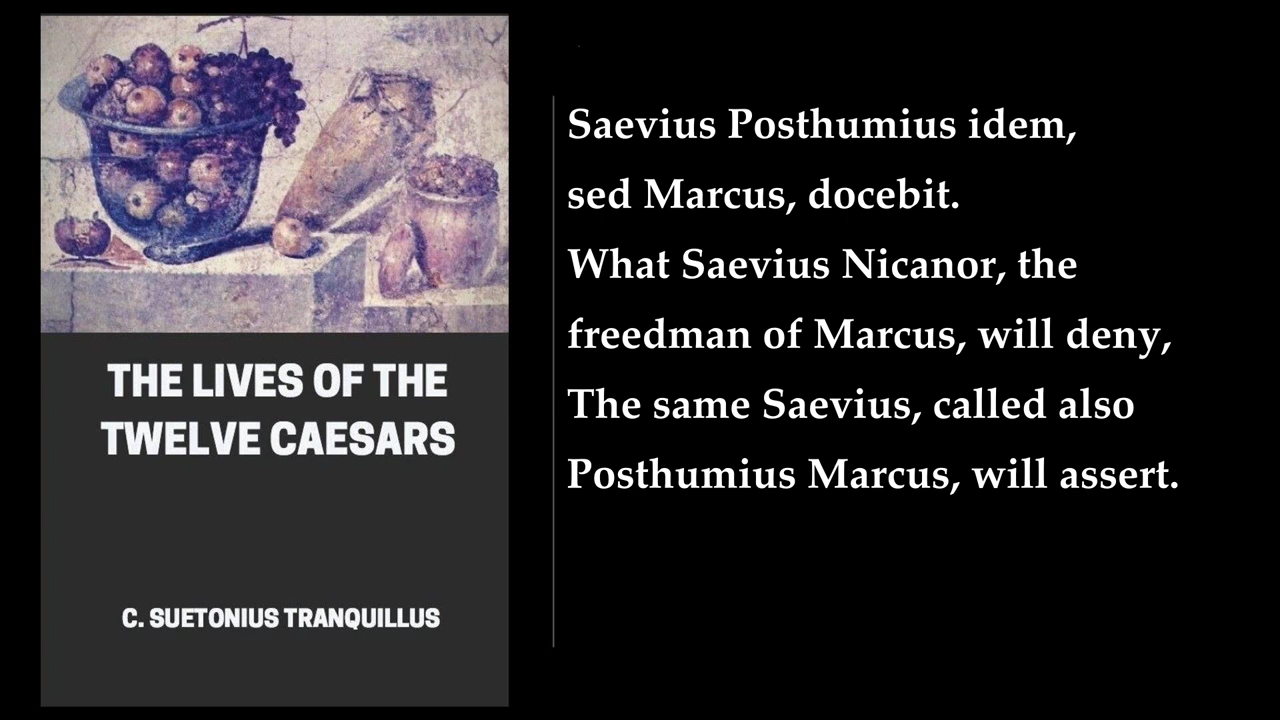 THE LIVES OF THE
TWELVE CAESARS
C. SUETONIUS TRANQUILLUS
Saevius Posthumius idem,
sed Marcus, docebit.
What Saevius Nicanor, the
freedman of Marcus, will deny,
The same Saevius, called also
Posthumius Marcus, will assert.